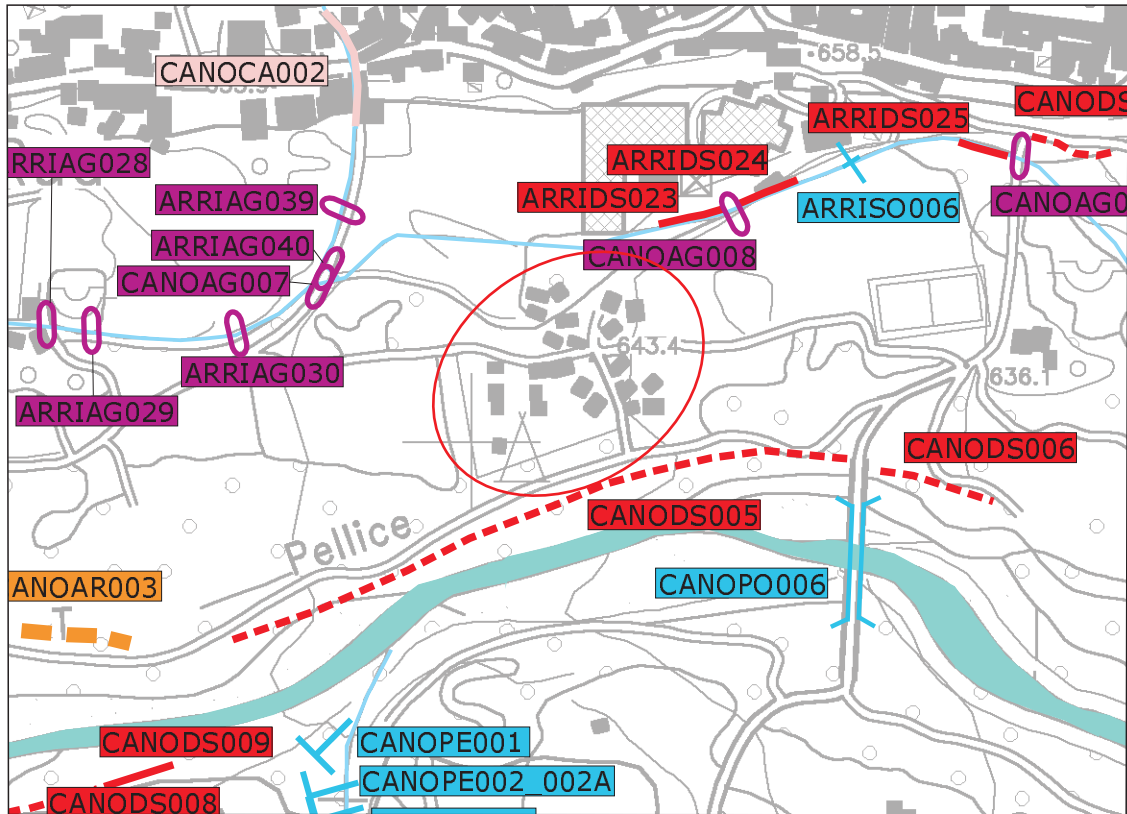 658.5
CANOCA002
CANODS
ARRIDS025
RRIAG028
ARRIDS024
ARRIAG039
ARRIDS023
ARRISO006
CANOAG0
ARRIAG040
CANOAG008
CANOAG007
643.4
ARRIAG030
636.1
ARRIAG029
CANODS006
CANODS005
Pellice
CANOPO006
ANOAR003
CANODS009
CANOPE001
CANOPE002_002A
CANODS008